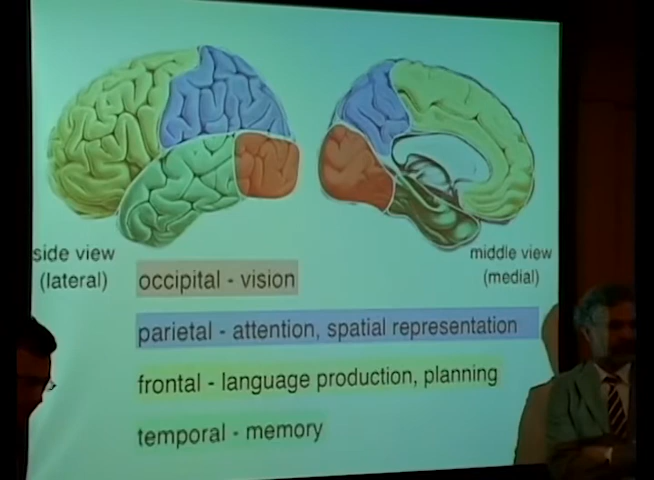 side view
(lateral)
middle view
(medial)
occipital - vision
parietal - attention, spatial representation
frontal - language production, planning
temporal - memory